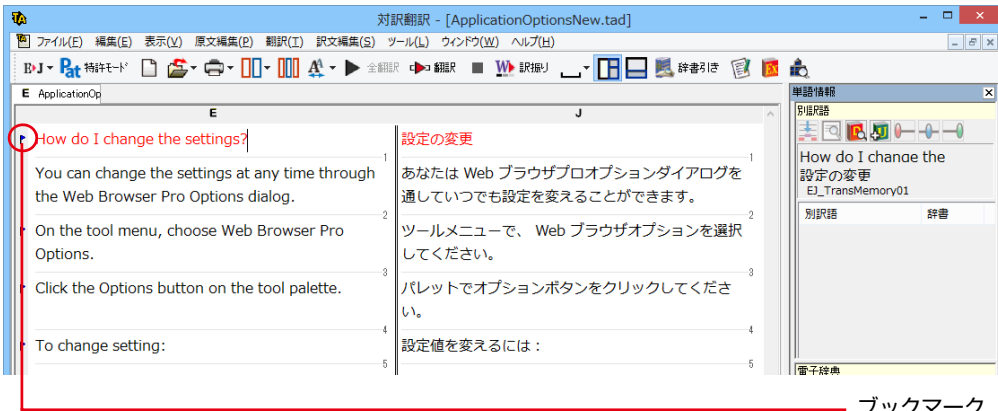 対訳翻訳 - [ApplicationOptionsNew.tad]
ファイル(F) 編集(E) 表示(V) 原文編集(P) 翻訳(T) 訳文編集(S) ツール(L) ウィンドウ(W) ヘルプ(H)
E▸J Pat 特許モード 全翻訳 翻訳 訳振り 辞書引き
E ApplicationOp
E J
How do I change the settings? 設定の変更
1 1
You can change the settings at any time through あなたは Web ブラウザプロオプションダイアログを
the Web Browser Pro Options dialog. 通していつでも設定を変えることができます。
2 2
On the tool menu, choose Web Browser Pro ツールメニューで、 Web ブラウザオプションを選択
Options. してください。
3 3
Click the Options button on the tool palette. パレットでオプションボタンをクリックしてくださ
い。
4 4
To change setting: 設定値を変えるには：
5 5
単語情報
別訳語
How do I change the
設定の変更
EJ_TransMemory01
別訳語 辞書
電子辞典
ブックマーク